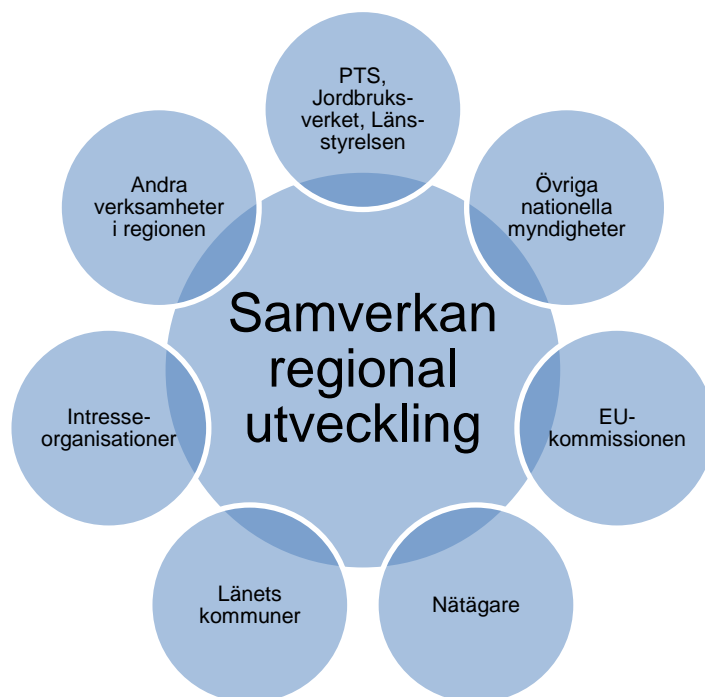 PTS,
Jordbruks-
verket, Läns-
styrelsen
Övriga
nationella
myndigheter
EU-
kommissionen
Nätägare
Länets
kommuner
Intresse-
organisationer
Andra
verksamheter
i regionen
Samverkan
regional
utveckling